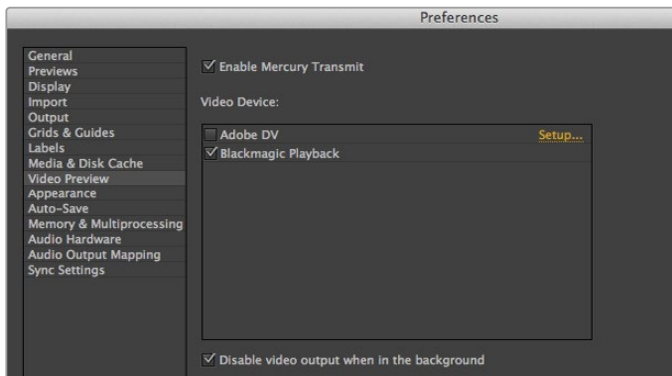 Preferences
General
Previews
Display
Import
Output
Grids & Guides
Labels
Media & Disk Cache
Video Preview
Appearance
Auto-Save
Memory & Multiprocessing
Audio Hardware
Audio Output Mapping
Sync Settings
Enable Mercury Transmit
Video Device:
Adobe DV Setup...
Blackmagic Playback
Disable video output when in the background